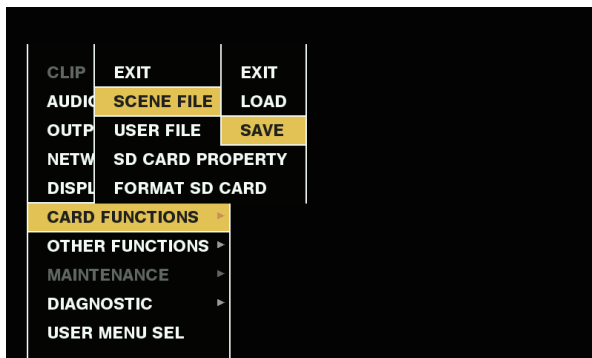 CLIP EXIT EXIT
AUDIO SCENE FILE LOAD
OUTP USER FILE SAVE
NETW SD CARD PROPERTY
DISPL FORMAT SD CARD
CARD FUNCTIONS
OTHER FUNCTIONS
MAINTENANCE
DIAGNOSTIC
USER MENU SEL